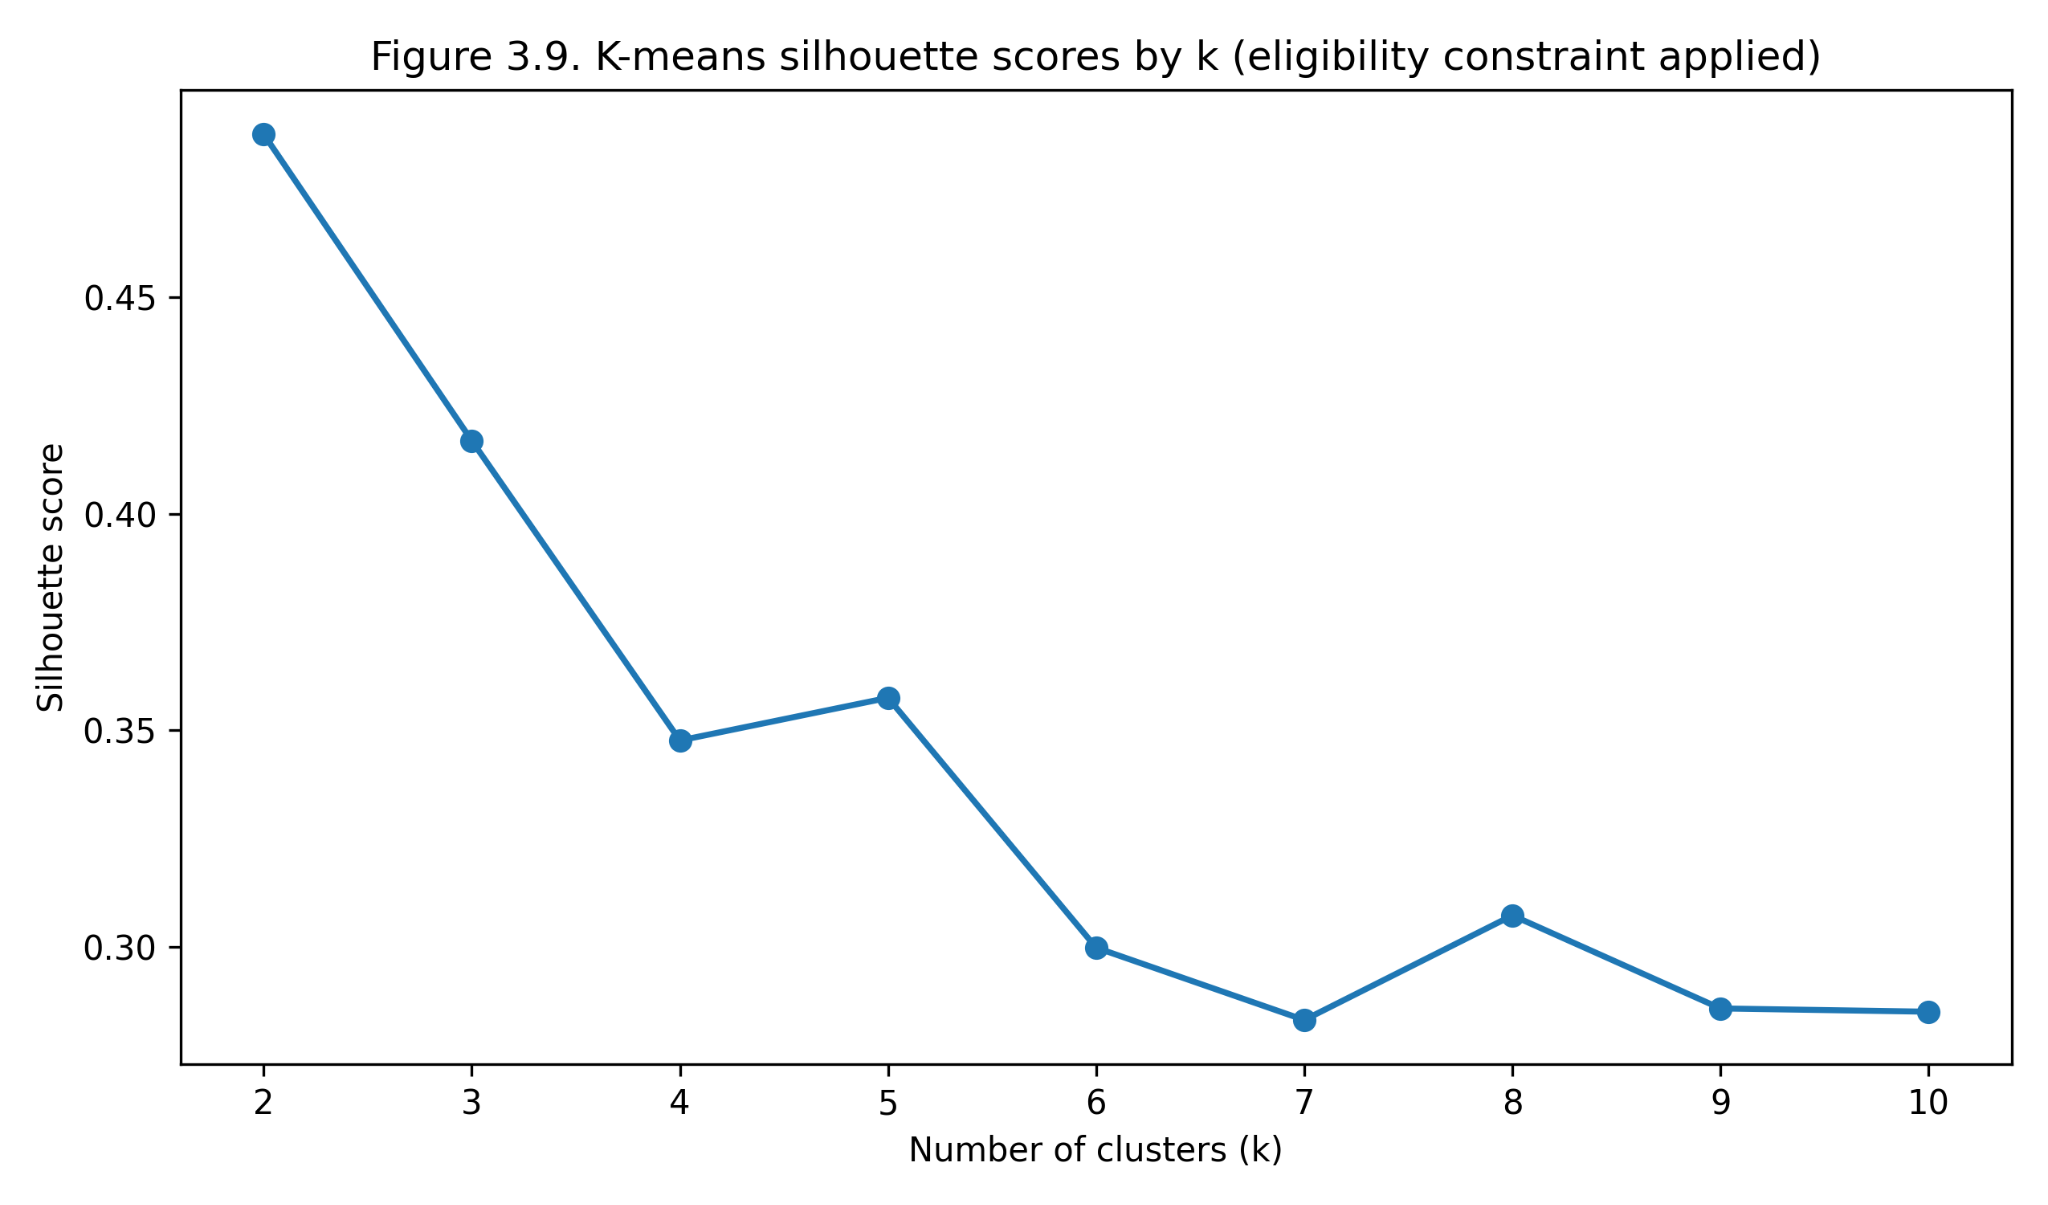 Figure 3.9. K-means silhouette scores by k (eligibility constraint applied)
Silhouette score
0.45
0.40
0.35
0.30
2 3 4 5 6 7 8 9 10
Number of clusters (k)